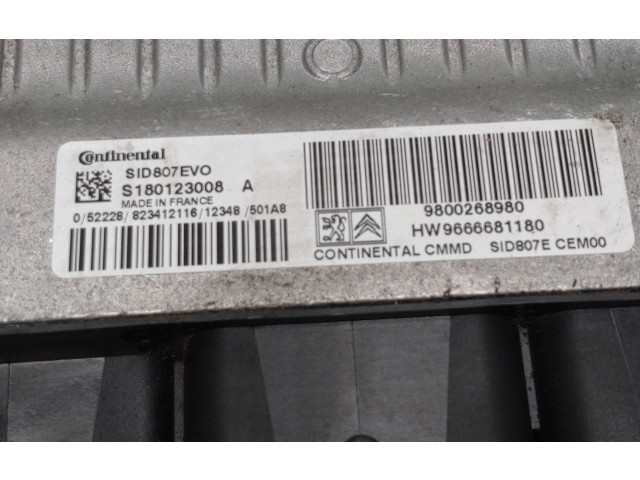 Continental
SID807EVO
S180123008 A
MADE IN FRANCE
0/52228/823412116/12348/501A8
9800268980
HW9666681180
CONTINENTAL CMMD SID807E CEM00